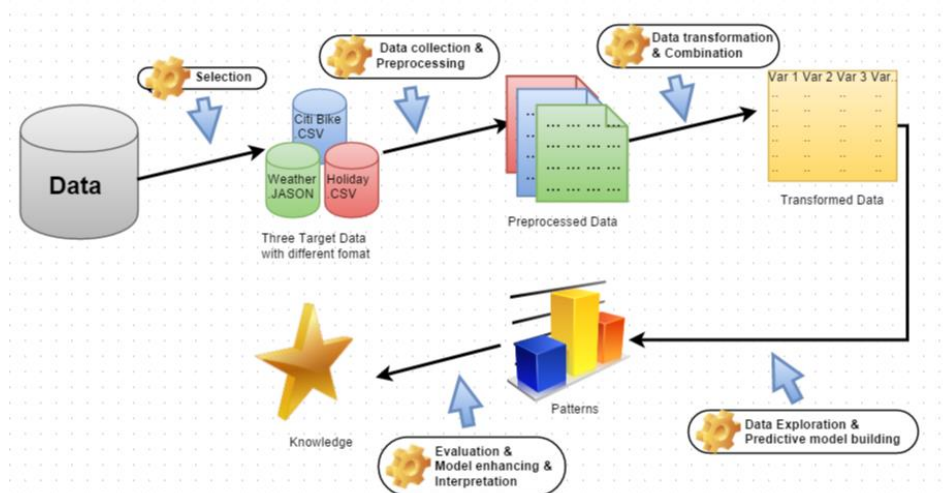 Selection
Data collection &
Preprocessing
Data transformation
& Combination
Data
Citi Bike
.CSV
Weather
.JASON
Holiday
.CSV
Var 1 Var 2 Var 3 Var..
Three Target Data
with different fomat
Preprocessed Data
Transformed Data
Knowledge
Patterns
Evaluation &
Model enhancing &
Interpretation
Data Exploration &
Predictive model building